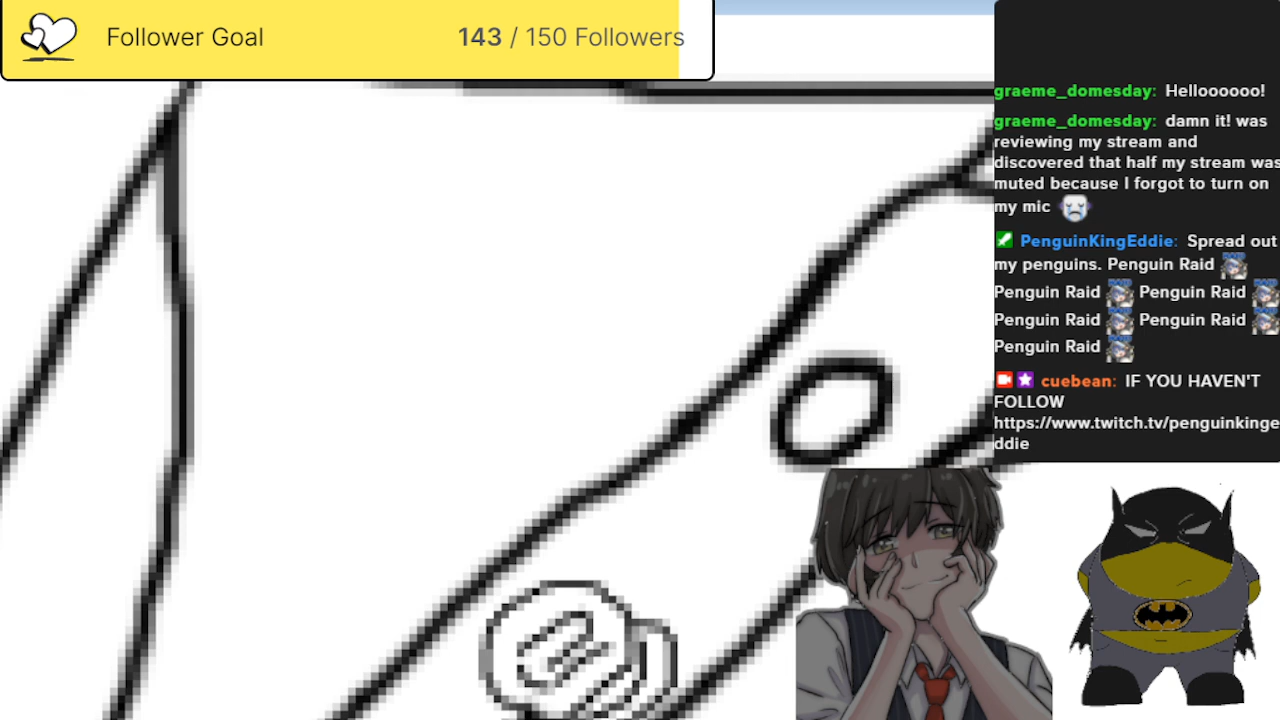 Follower Goal
143 / 150 Followers
graeme_domesday: Helloooooo!
graeme_domesday: damn it! was
reviewing my stream and
discovered that half my stream was
muted because I forgot to turn on
my mic
PenguinKingEddie: Spread out
my penguins. Penguin Raid
Penguin Raid Penguin Raid
Penguin Raid Penguin Raid
Penguin Raid
cuebean: IF YOU HAVEN'T
FOLLOW
https://www.twitch.tv/penguinkinge
ddie